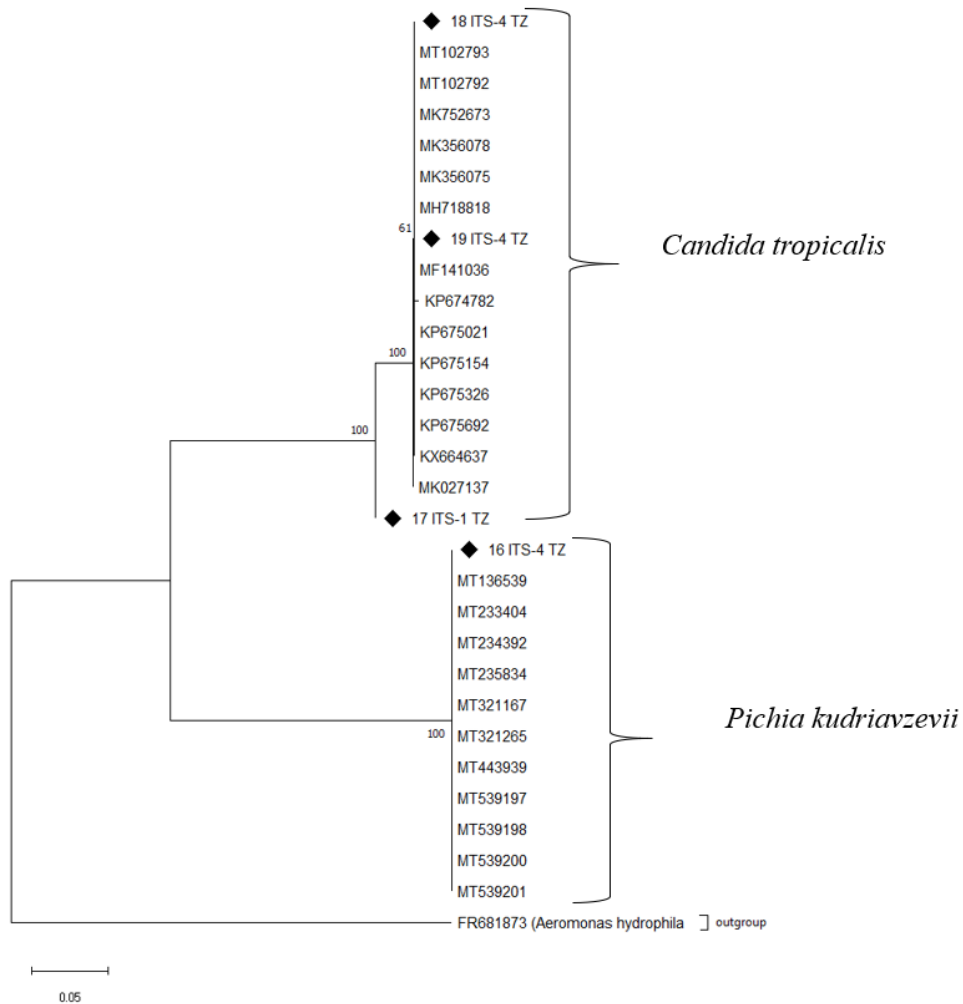 18 ITS-4 TZ
MT102793
MT102792
MK752673
MK356078
MK356075
MH718818
61
19 ITS-4 TZ
Candida tropicalis
MF141036
KP674782
KP675021
100
KP675154
KP675326
KP675692
100
KX664637
MK027137
17 ITS-1 TZ
16 ITS-4 TZ
MT136539
MT233404
MT234392
MT235834
MT321167
Pichia kudriavzevii
100
MT321265
MT443939
MT539197
MT539198
MT539200
MT539201
FR681873 (Aeromonas hydrophila outgroup
0.05